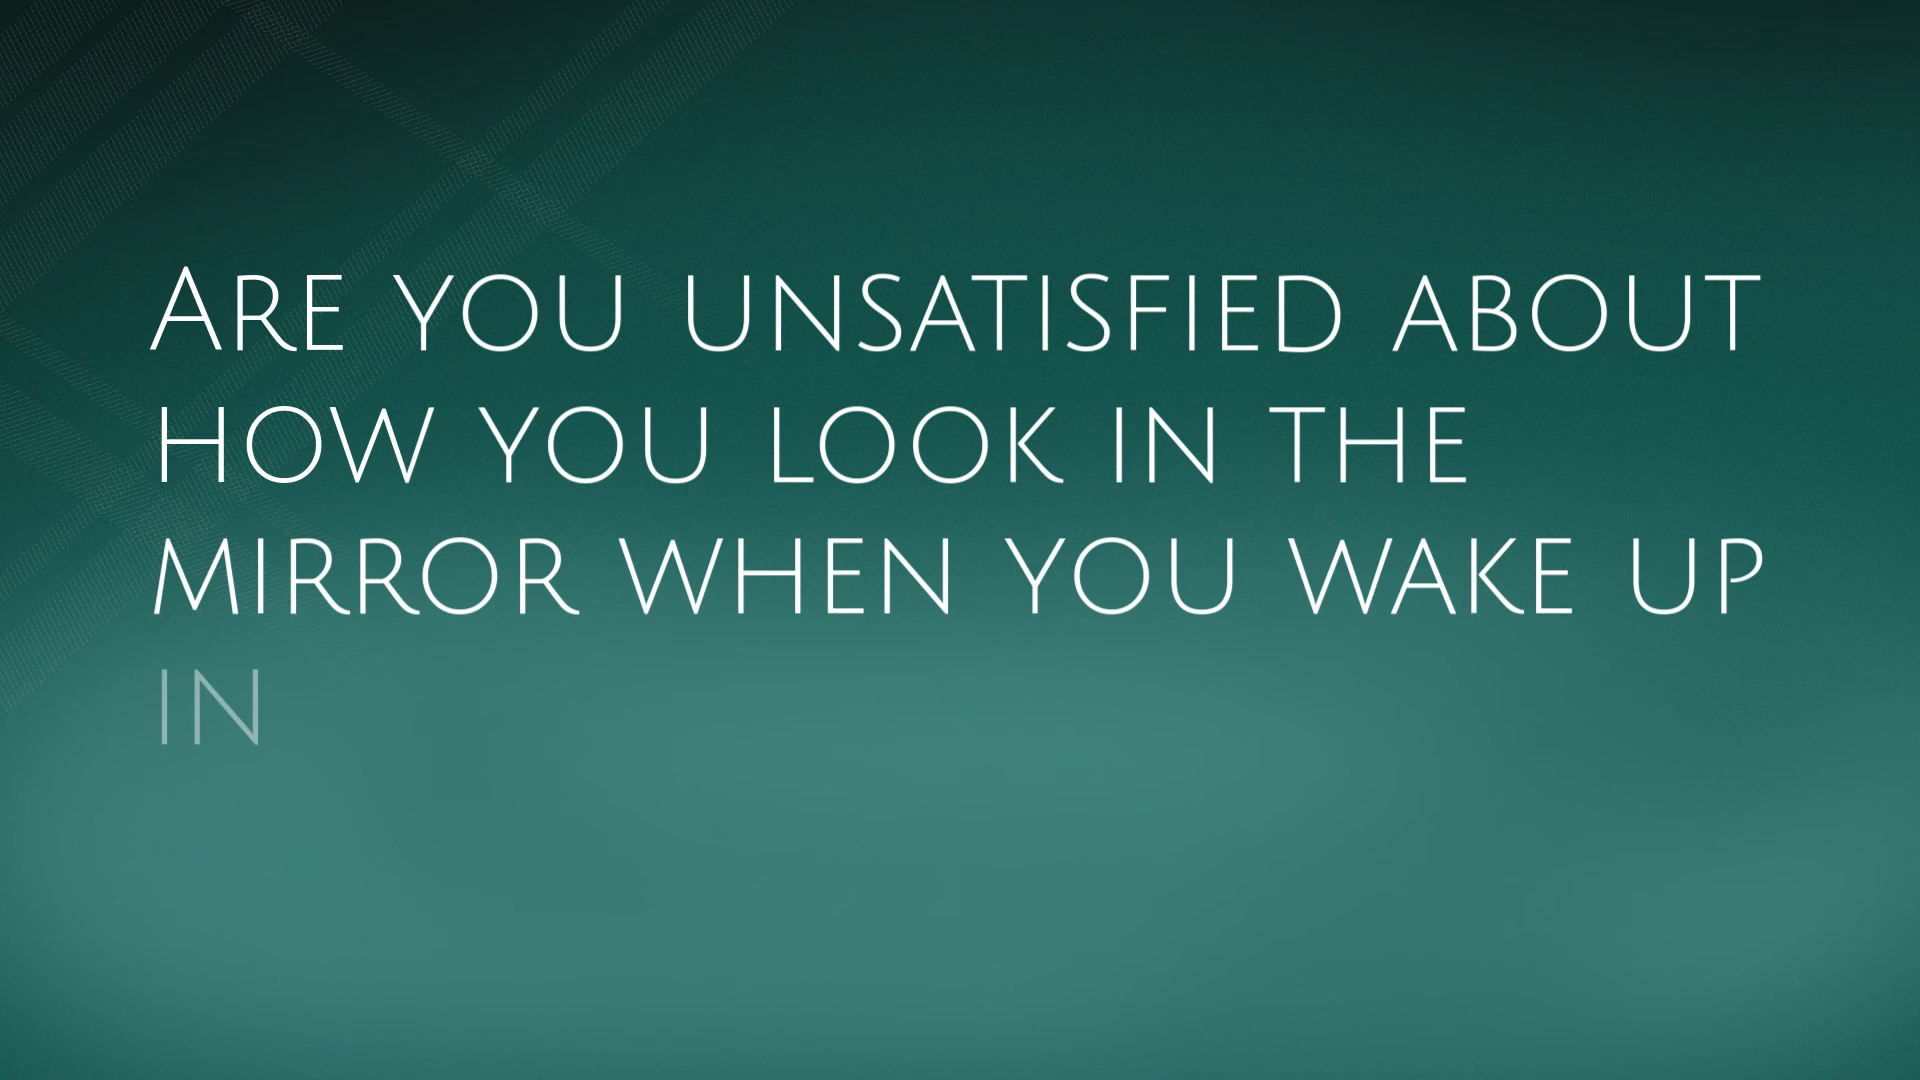 Are you unsatisfied about
how you look in the
mirror when you wake up
in